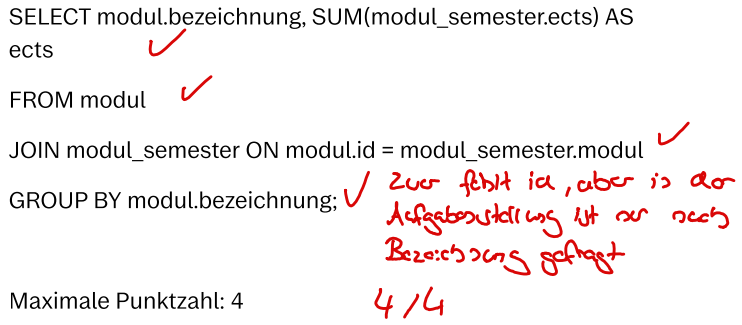 SELECT modul.bezeichnung, SUM(modul_semester.ects) AS
ects
FROM modul
JOIN modul_semester ON modul.id = modul_semester.modul
GROUP BY modul.bezeichnung;
Zwar fehlt id, aber in der
Aufgabenstellung ist nur nach
Bezeichnung gefragt
Maximale Punktzahl: 4
4/4